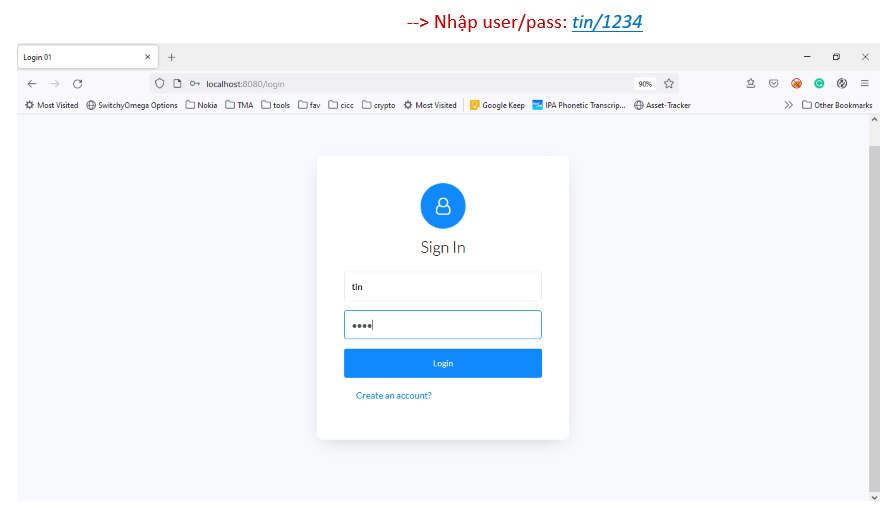 --> Nhập user/pass: tin/1234
Login 01
localhost:8080/login
90%
Most Visited SwitchyOmega Options Nokia TMA tools fav cicc crypto Most Visited Google Keep IPA Phonetic Transcrip... Asset-Tracker Other Bookmarks
Sign In
tin
Login
Create an account?